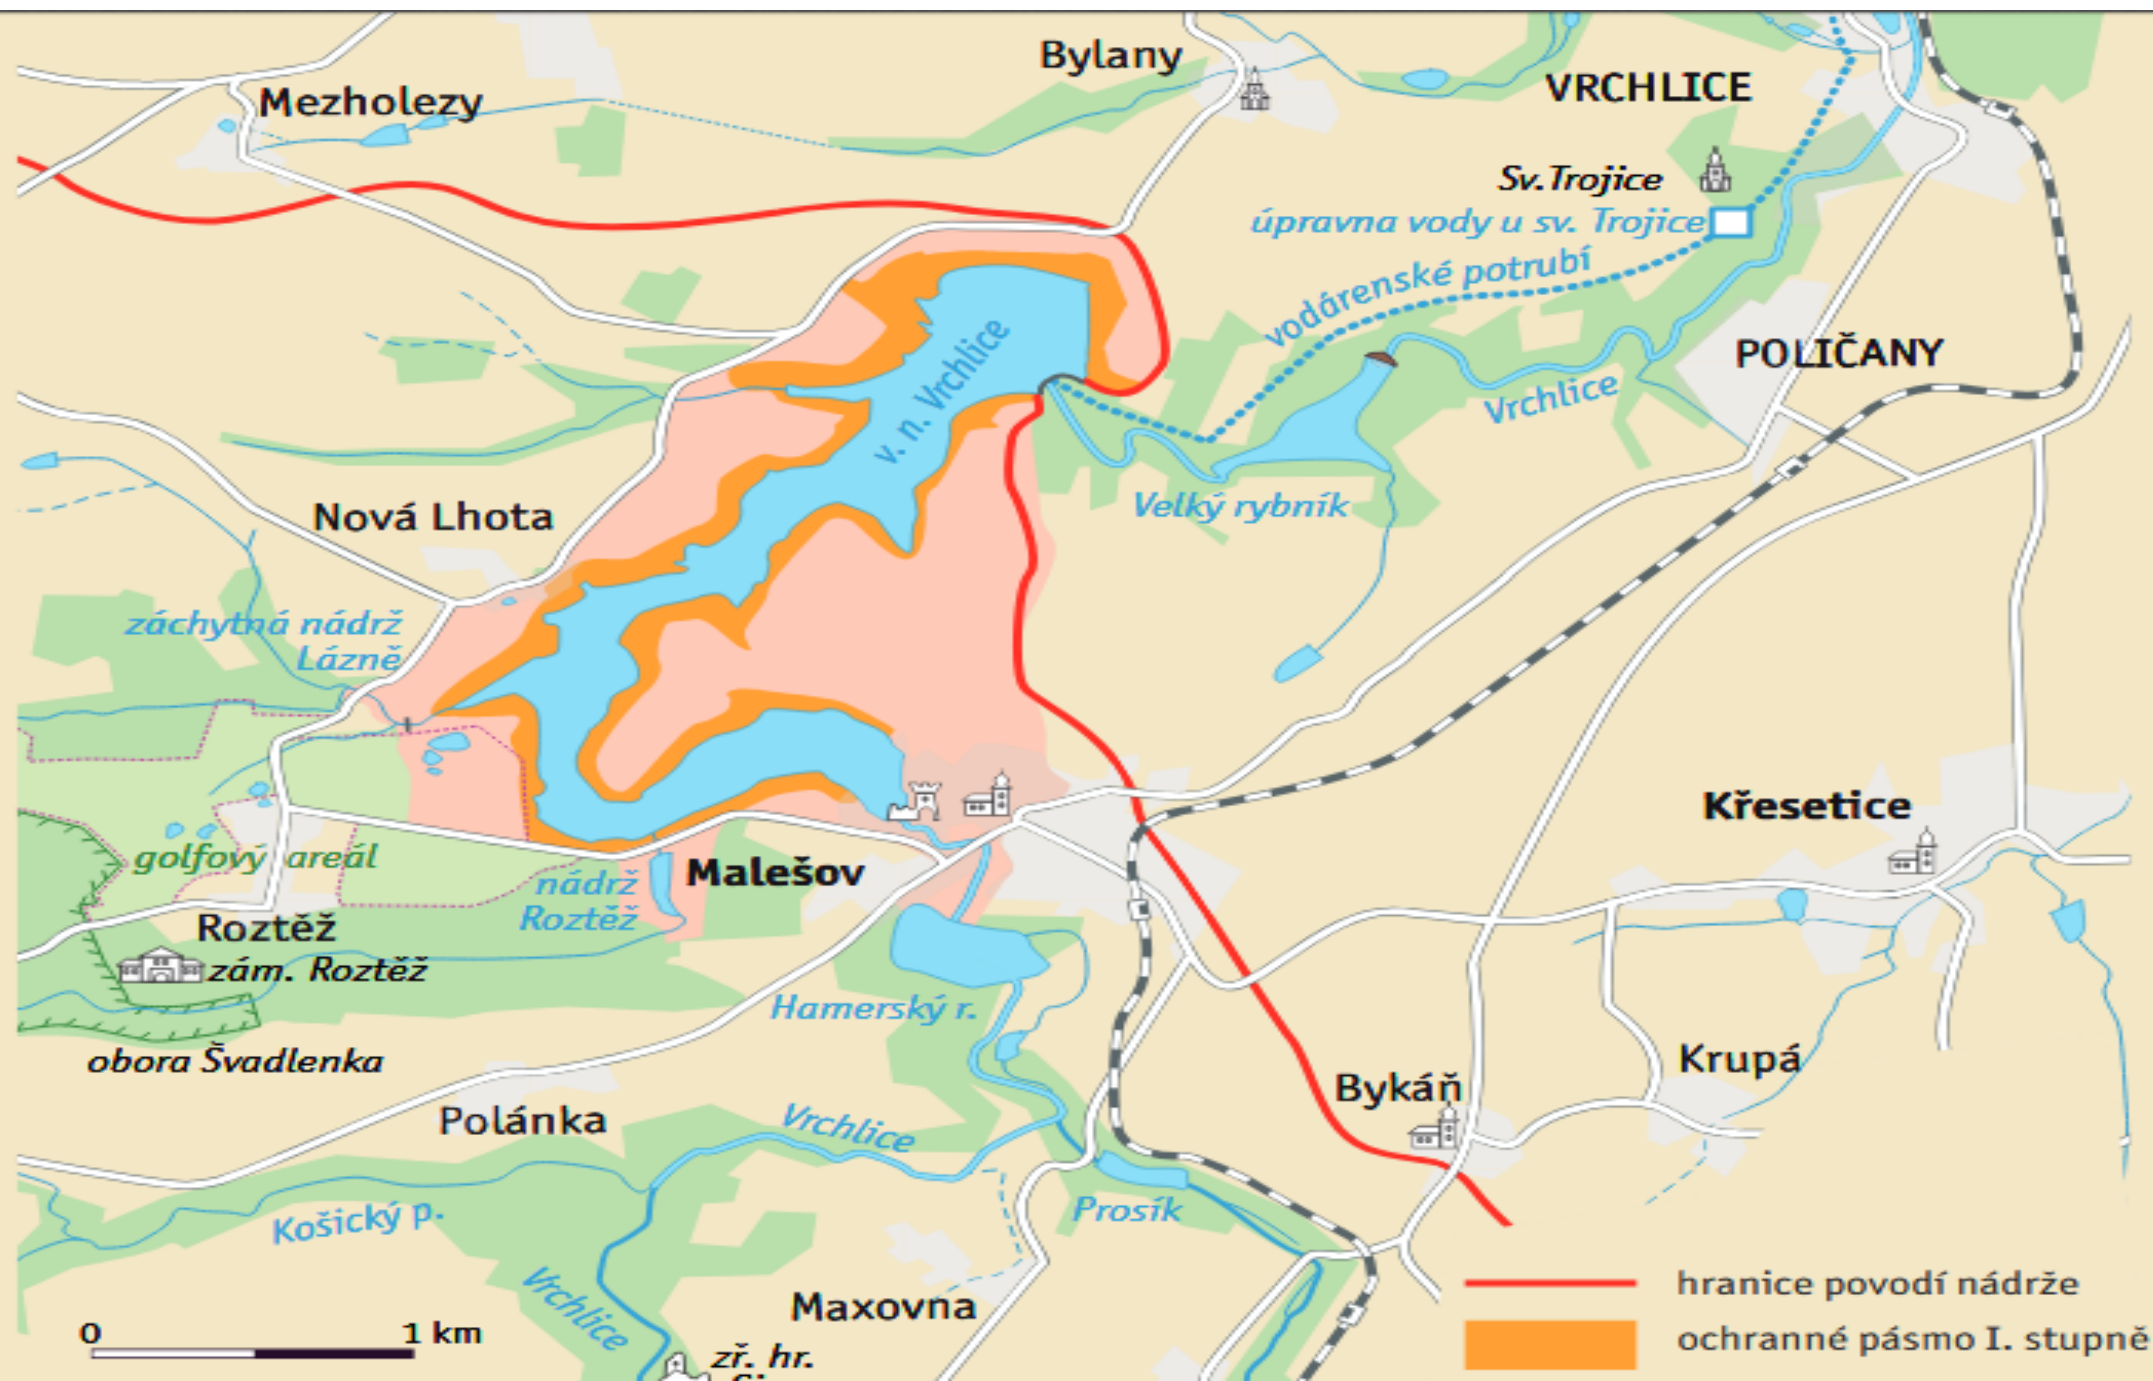 Bylany
VRCHLICE
Mezholezy
Sv. Trojice
úpravna vody u sv. Trojice
vodárenské potrubí
v. n. Vrchlice
POLIČANY
Vrchlice
Velký rybník
Nová Lhota
záchytná nádrž
Lázně
Křesetice
golfový areál
Malešov
nádrž
Roztěž
Roztěž
zám. Roztěž
Hamerský r.
obora Švadlenka
Krupá
Bykáň
Polánka
Vrchlice
Prosík
Košický p.
Vrchlice
Maxovna
hranice povodí nádrže
0 1 km
ochranné pásmo I. stupně
zř. hr.